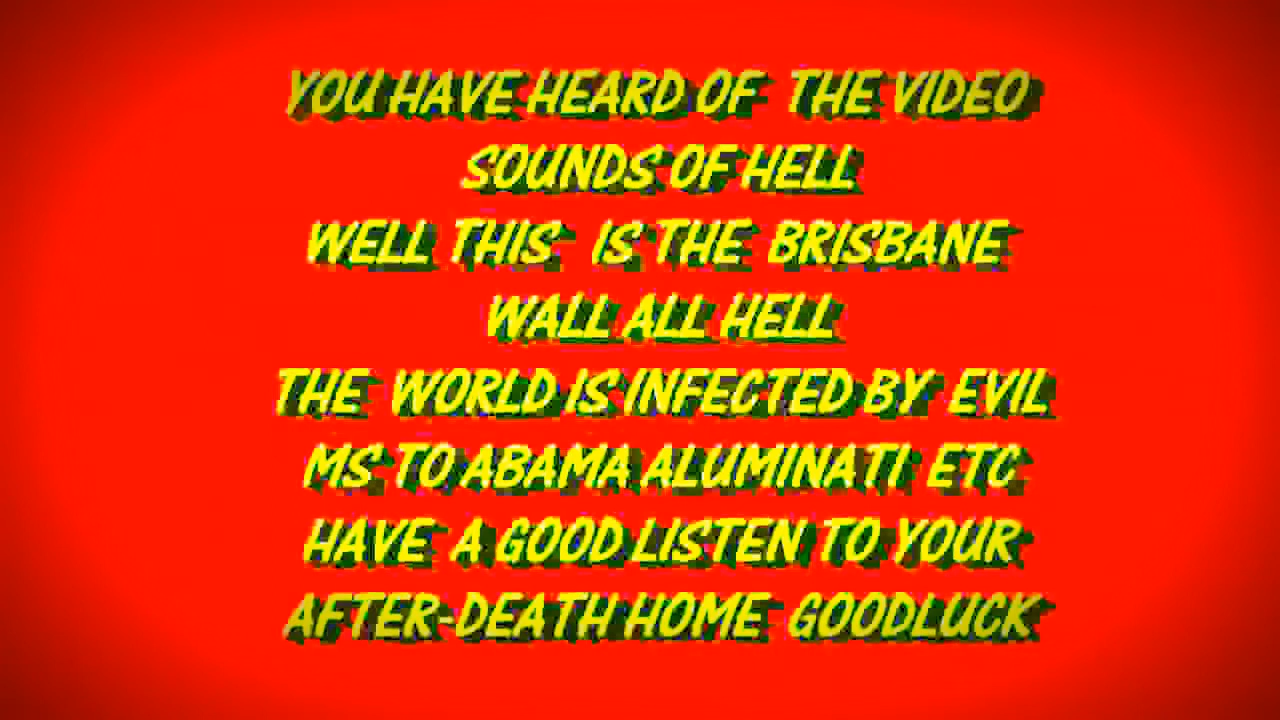 YOU HAVE HEARD OF THE VIDEO
SOUNDS OF HELL
WELL THIS IS THE BRISBANE
WALL ALL HELL
THE WORLD IS INFECTED BY EVIL
MS TO ABAMA ALUMINATI ETC
HAVE A GOOD LISTEN TO YOUR
AFTER-DEATH HOME GOODLUCK